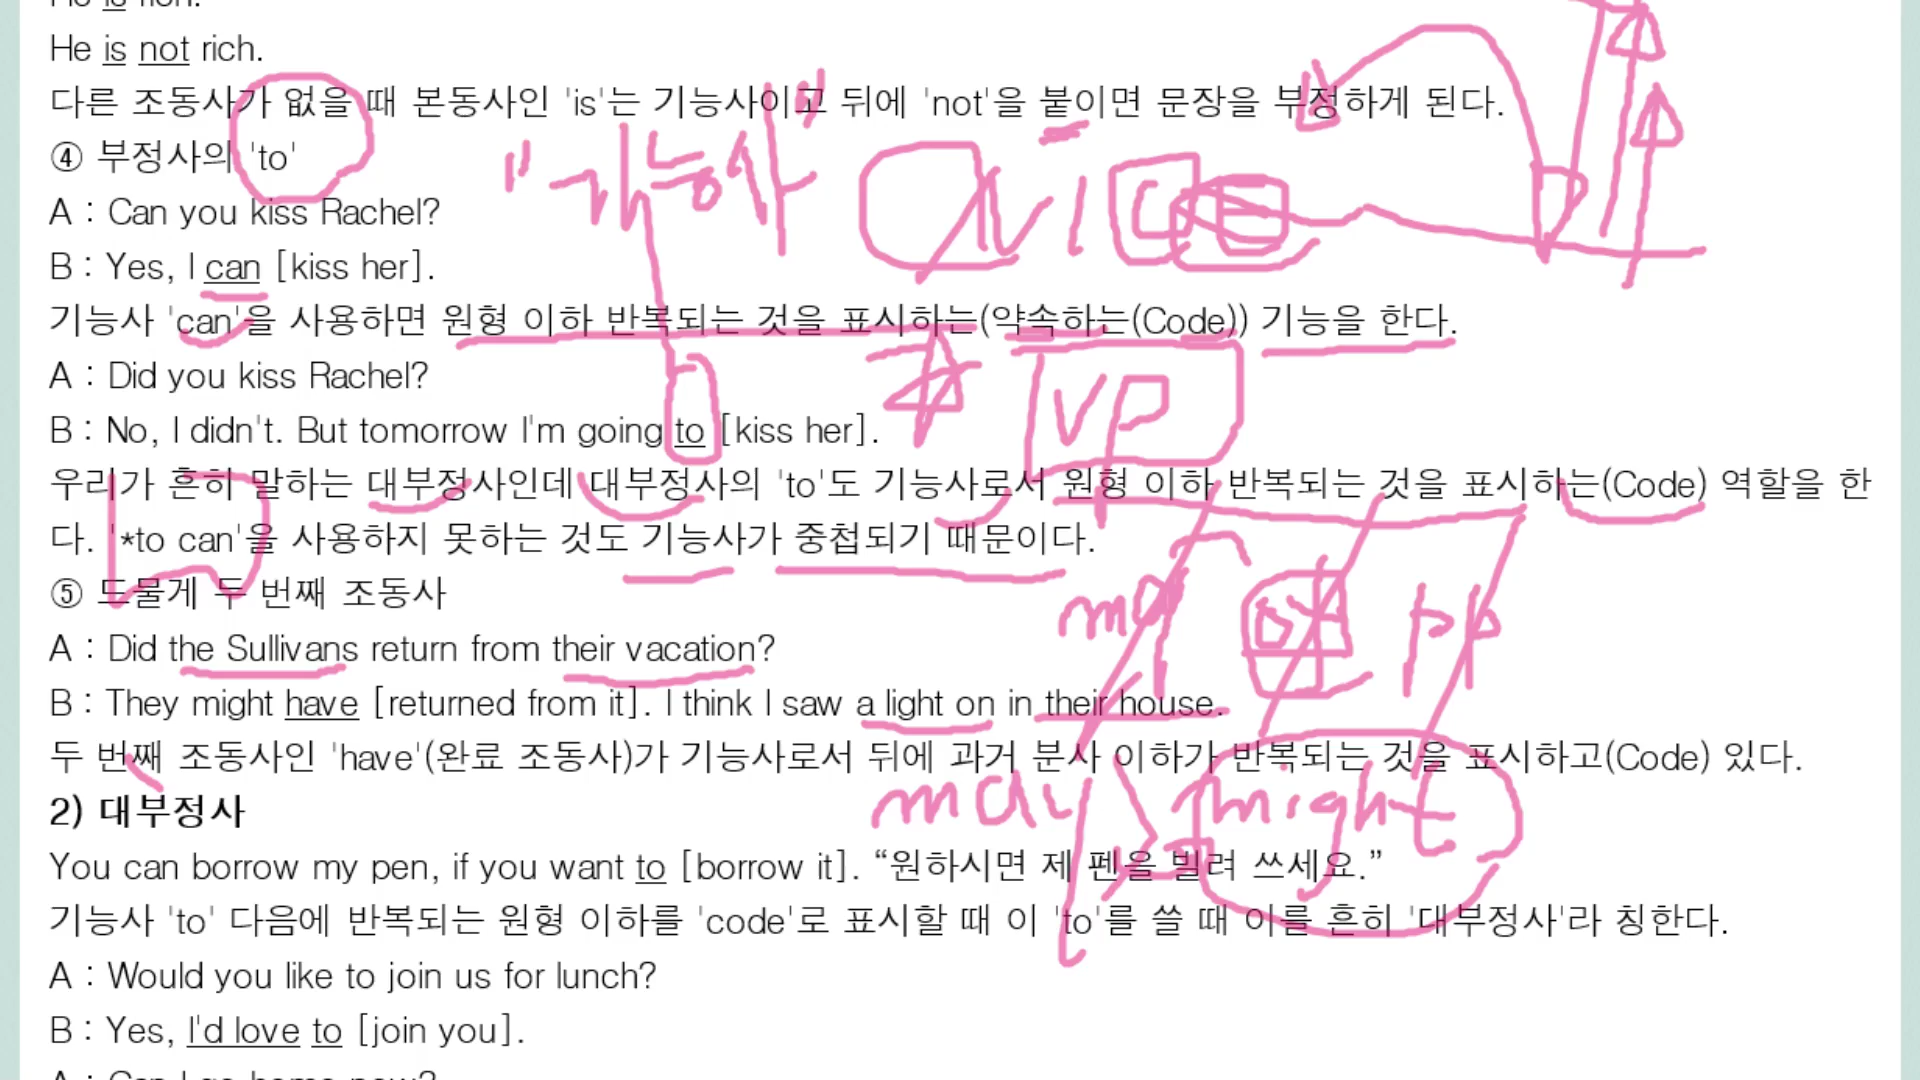 He is rich.
He is not rich.
다른 조동사가 없을 때 본동사인 'is'는 기능사이고 뒤에 'not'을 붙이면 문장을 부정하게 된다.
④ 부정사의 'to'
"기능사"
A : Can you kiss Rachel?
B : Yes, I can [kiss her].
기능사 'can'을 사용하면 원형 이하 반복되는 것을 표시하는(약속하는(Code)) 기능을 한다.
A : Did you kiss Rachel?
VP
B : No, I didn't. But tomorrow I'm going to [kiss her].
우리가 흔히 말하는 대부정사인데 대부정사의 'to'도 기능사로서 원형 이하 반복되는 것을 표시하는(Code) 역할을 한
다. '*to can'을 사용하지 못하는 것도 기능사가 중첩되기 때문이다.
⑤ 드물게 두 번째 조동사
may pp
A : Did the Sullivans return from their vacation?
B : They might have [returned from it]. I think I saw a light on in their house.
두 번째 조동사인 'have'(완료 조동사)가 기능사로서 뒤에 과거 분사 이하가 반복되는 것을 표시하고(Code) 있다.
may > might
2) 대부정사
You can borrow my pen, if you want to [borrow it]. “원하시면 제 펜을 빌려 쓰세요.”
기능사 'to' 다음에 반복되는 원형 이하를 'code'로 표시할 때 이 'to'를 쓸 때 이를 흔히 '대부정사'라 칭한다.
A : Would you like to join us for lunch?
B : Yes, I'd love to [join you].
A : Can I go home now?